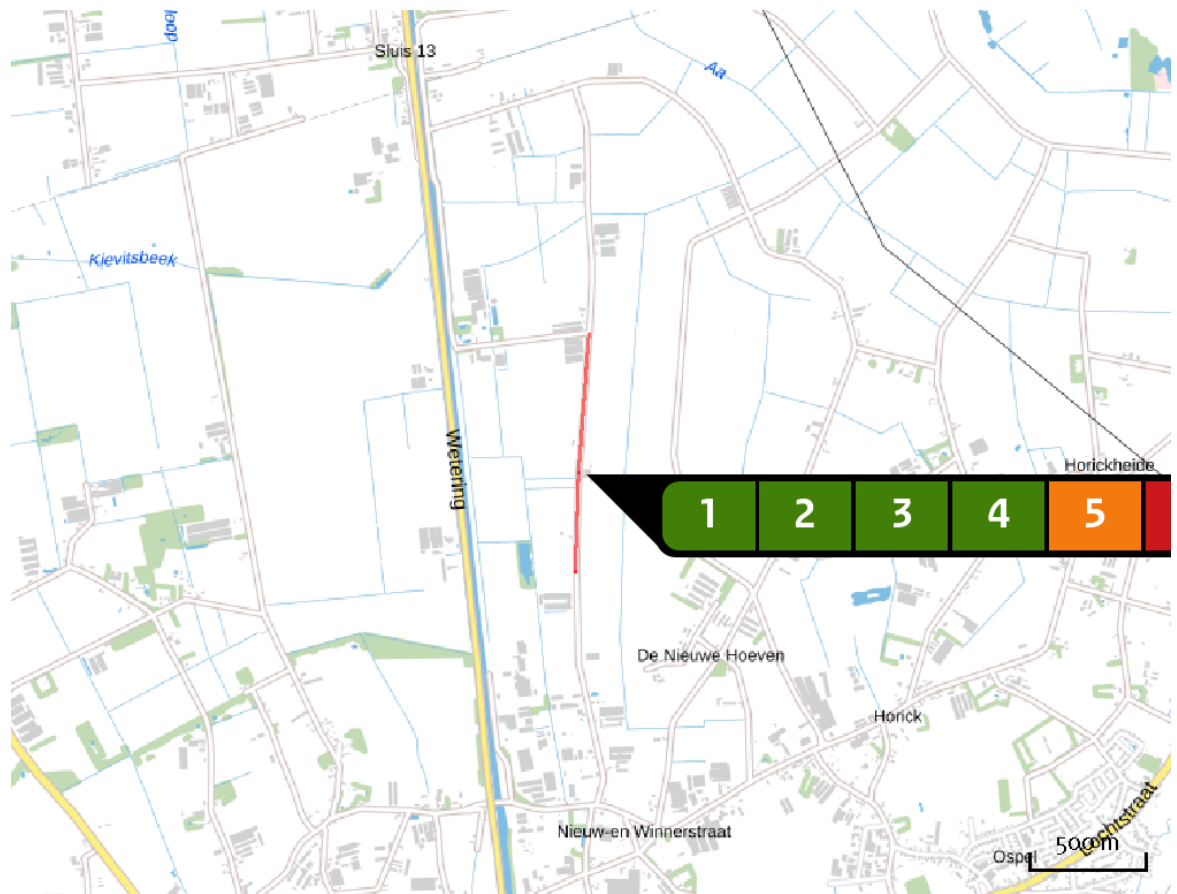 loop
Sluis 13
Aa
Kievitsbeek
Wetering
Horickheide
1 2 3 4 5
De Nieuwe Hoeven
Horick
Nieuw-en Winnerstraat
Lochtstraat
500 m
Ospel